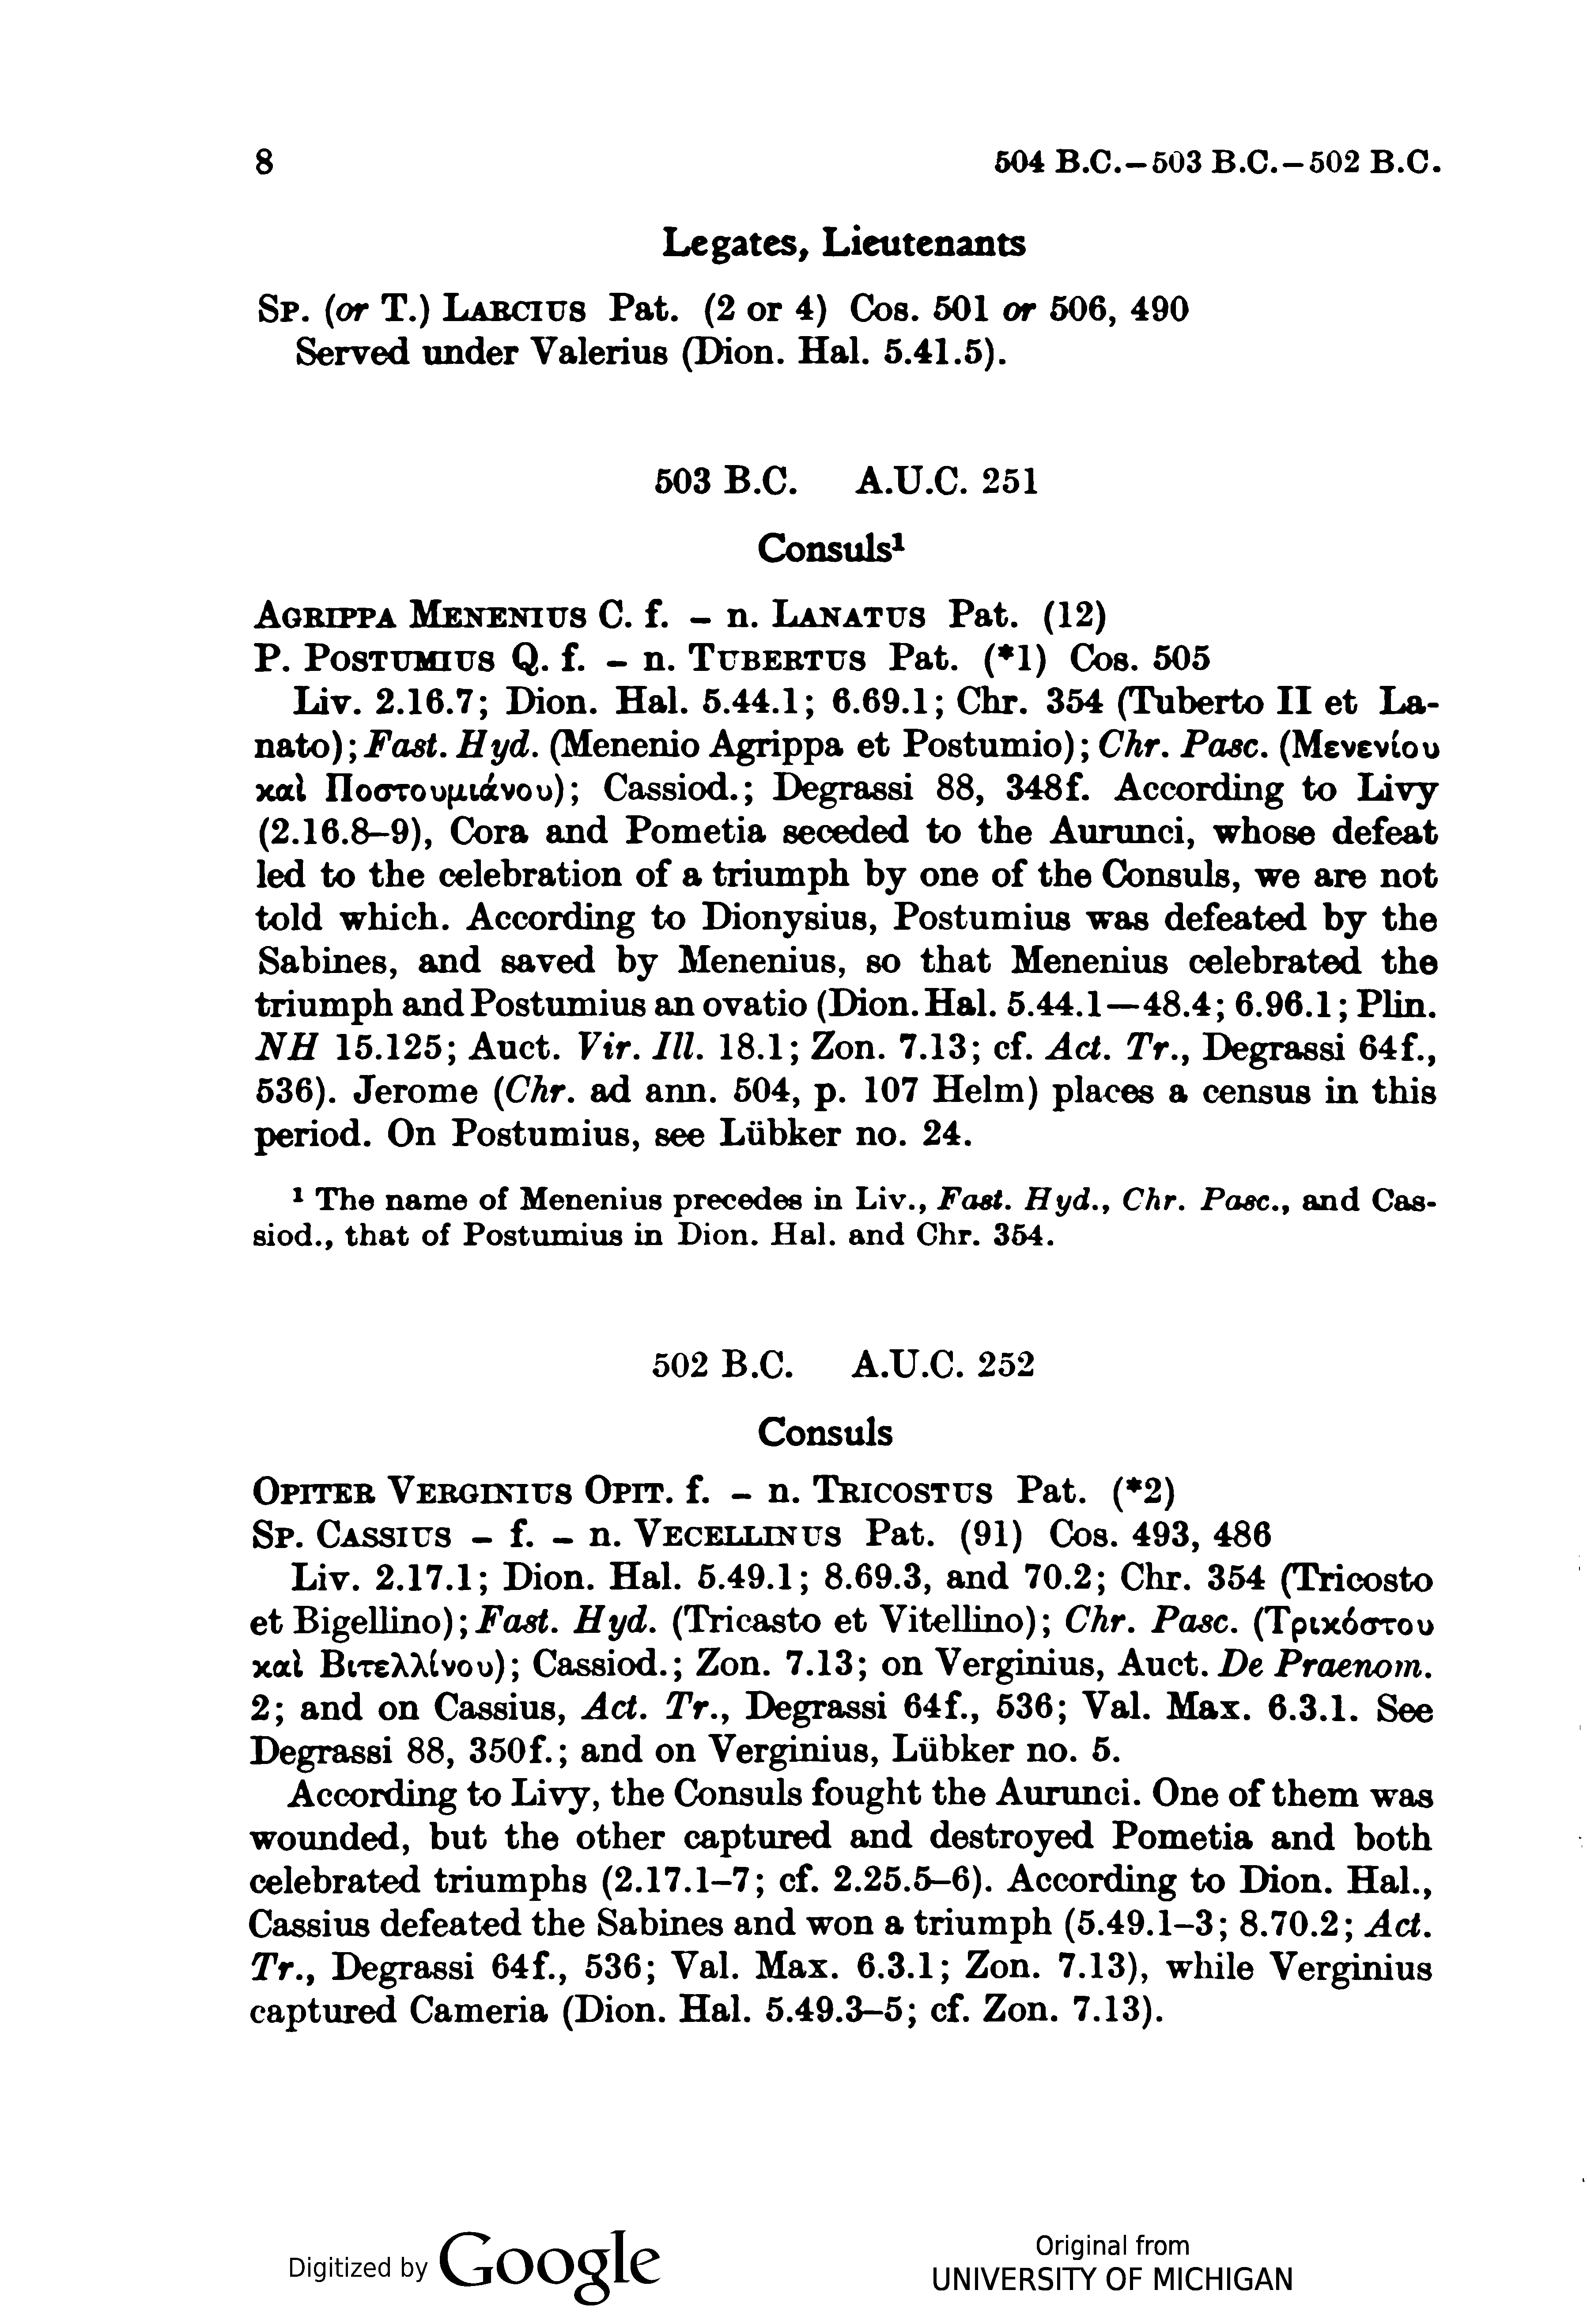 8 504 B.C.–503 B.C.–502 B.C.
Legates, Lieutenants
SP. (or T.) LARCIUS Pat. (2 or 4) Cos. 501 or 506, 490
Served under Valerius (Dion. Hal. 5.41.5).
503 B.C. A.U.C. 251
Consuls¹
AGRIPPA MENENIUS C. f. – n. LANATUS Pat. (12)
P. POSTUMIUS Q. f. – n. TUBERTUS Pat. (*1) Cos. 505
Liv. 2.16.7; Dion. Hal. 5.44.1; 6.69.1; Chr. 354 (Tuberto II et La-
nato); Fast. Hyd. (Menenio Agrippa et Postumio); Chr. Pasc. (Μενενίου
καὶ Ποστουμιάνου); Cassiod.; Degrassi 88, 348f. According to Livy
(2.16.8–9), Cora and Pometia seceded to the Aurunci, whose defeat
led to the celebration of a triumph by one of the Consuls, we are not
told which. According to Dionysius, Postumius was defeated by the
Sabines, and saved by Menenius, so that Menenius celebrated the
triumph and Postumius an ovatio (Dion. Hal. 5.44.1—48.4; 6.96.1; Plin.
NH 15.125; Auct. Vir. Ill. 18.1; Zon. 7.13; cf. Act. Tr., Degrassi 64f.,
536). Jerome (Chr. ad ann. 504, p. 107 Helm) places a census in this
period. On Postumius, see Lübker no. 24.
¹ The name of Menenius precedes in Liv., Fast. Hyd., Chr. Pasc., and Cas-
siod., that of Postumius in Dion. Hal. and Chr. 354.
502 B.C. A.U.C. 252
Consuls
OPITER VERGINIUS OPIT. f. – n. TRICOSTUS Pat. (*2)
SP. CASSIUS – f. – n. VECELLINUS Pat. (91) Cos. 493, 486
Liv. 2.17.1; Dion. Hal. 5.49.1; 8.69.3, and 70.2; Chr. 354 (Tricosto
et Bigellino); Fast. Hyd. (Tricasto et Vitellino); Chr. Pasc. (Τρικόστου
καὶ Βιτελλίνου); Cassiod.; Zon. 7.13; on Verginius, Auct. De Praenom.
2; and on Cassius, Act. Tr., Degrassi 64f., 536; Val. Max. 6.3.1. See
Degrassi 88, 350f.; and on Verginius, Lübker no. 5.
According to Livy, the Consuls fought the Aurunci. One of them was
wounded, but the other captured and destroyed Pometia and both
celebrated triumphs (2.17.1–7; cf. 2.25.5–6). According to Dion. Hal.,
Cassius defeated the Sabines and won a triumph (5.49.1–3; 8.70.2; Act.
Tr., Degrassi 64f., 536; Val. Max. 6.3.1; Zon. 7.13), while Verginius
captured Cameria (Dion. Hal. 5.49.3–5; cf. Zon. 7.13).
Digitized by Google
Original from
UNIVERSITY OF MICHIGAN